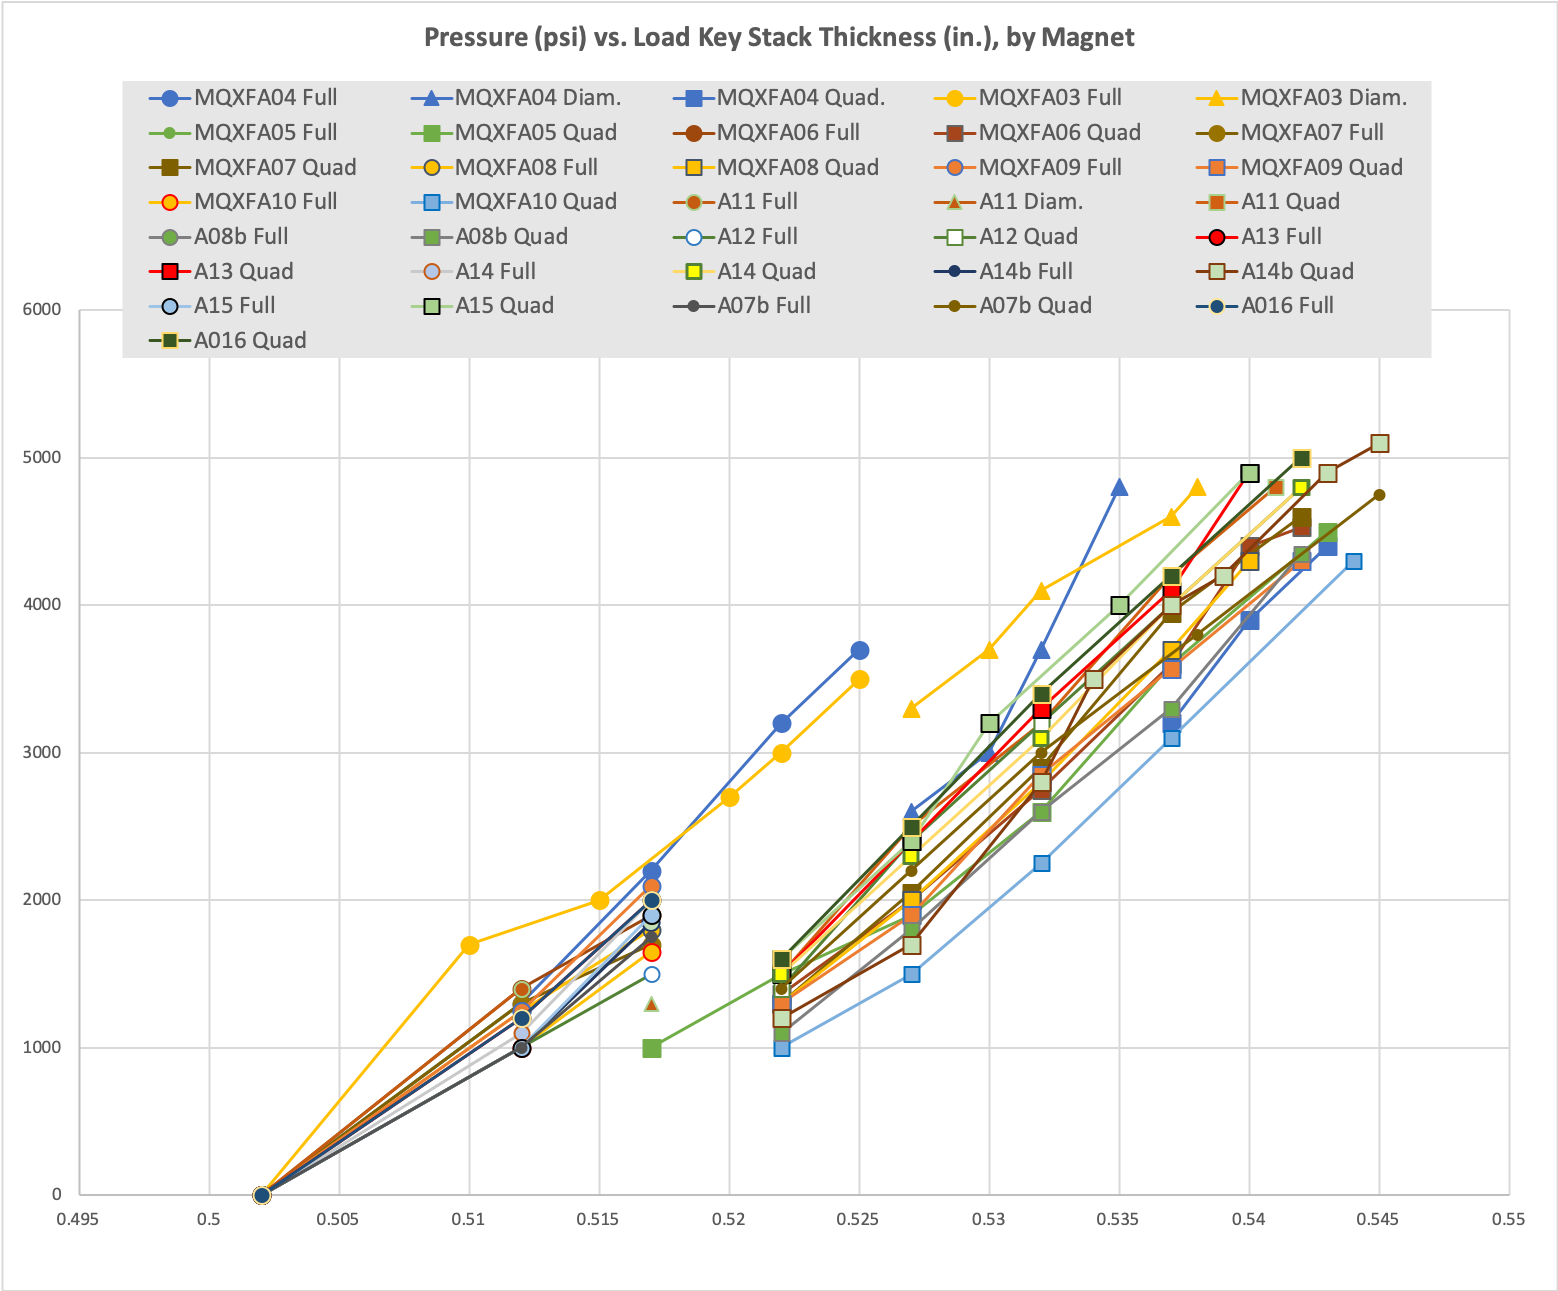 Pressure (psi) vs. Load Key Stack Thickness (in.), by Magnet
MQXFA04 Full MQXFA04 Diam. MQXFA04 Quad. MQXFA03 Full MQXFA03 Diam.
MQXFA05 Full MQXFA05 Quad MQXFA06 Full MQXFA06 Quad MQXFA07 Full
MQXFA07 Quad MQXFA08 Full MQXFA08 Quad MQXFA09 Full MQXFA09 Quad
MQXFA10 Full MQXFA10 Quad A11 Full A11 Diam. A11 Quad
A08b Full A08b Quad A12 Full A12 Quad A13 Full
A13 Quad A14 Full A14 Quad A14b Full A14b Quad
A15 Full A15 Quad A07b Full A07b Quad A016 Full
A016 Quad
6000
5000
4000
3000
2000
1000
0
0.495 0.5 0.505 0.51 0.515 0.52 0.525 0.53 0.535 0.54 0.545 0.55